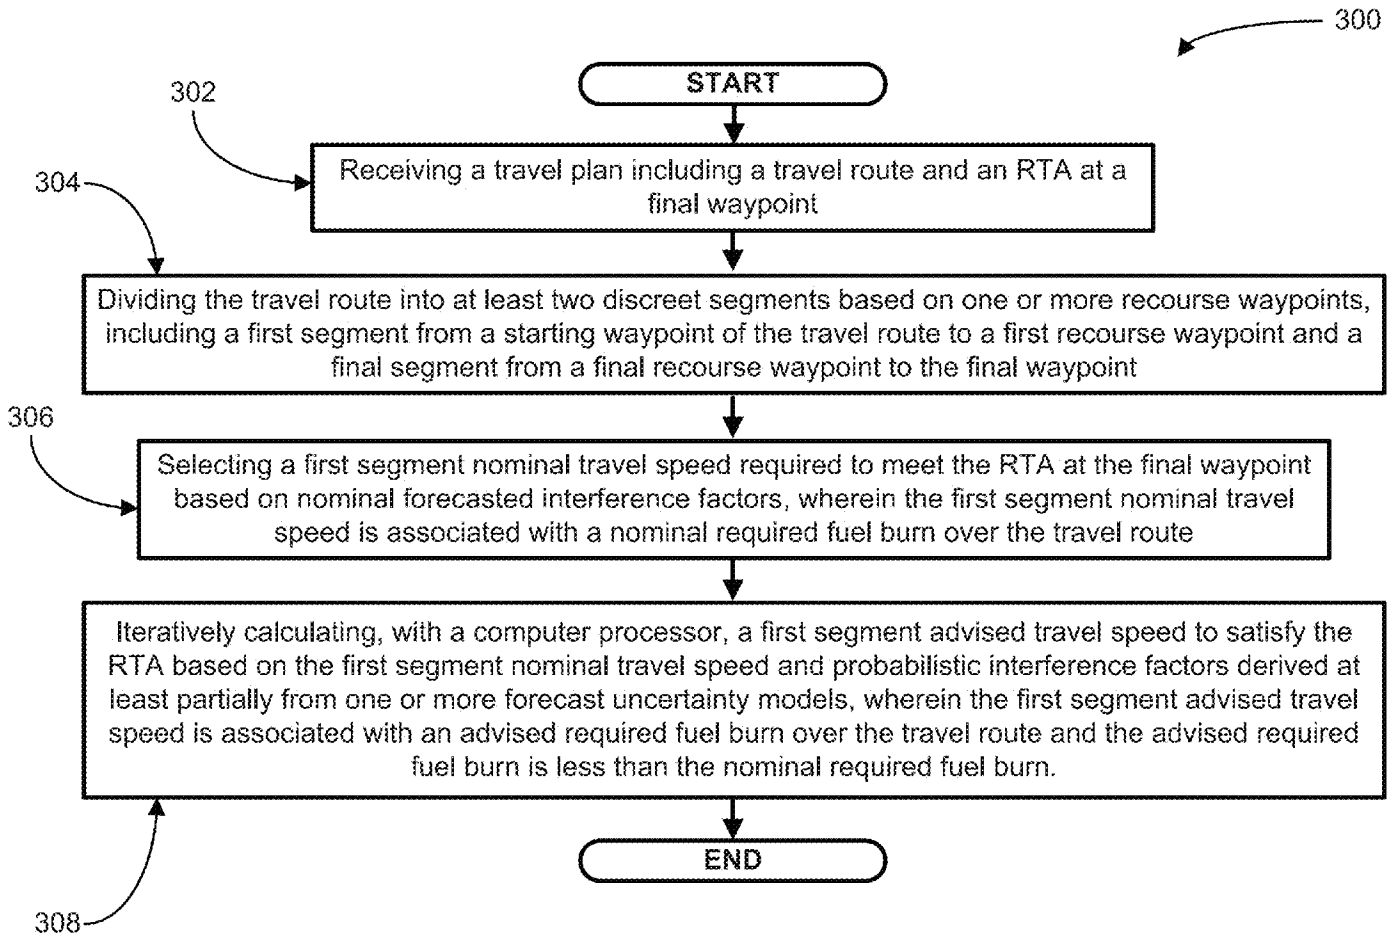 300
START
302
Receiving a travel plan including a travel route and an RTA at a
final waypoint
304
Dividing the travel route into at least two discreet segments based on one or more recourse waypoints,
including a first segment from a starting waypoint of the travel route to a first recourse waypoint and a
final segment from a final recourse waypoint to the final waypoint
306
Selecting a first segment nominal travel speed required to meet the RTA at the final waypoint
based on nominal forecasted interference factors, wherein the first segment nominal travel
speed is associated with a nominal required fuel burn over the travel route
Iteratively calculating, with a computer processor, a first segment advised travel speed to satisfy the
RTA based on the first segment nominal travel speed and probabilistic interference factors derived at
least partially from one or more forecast uncertainty models, wherein the first segment advised travel
speed is associated with an advised required fuel burn over the travel route and the advised required
fuel burn is less than the nominal required fuel burn.
END
308